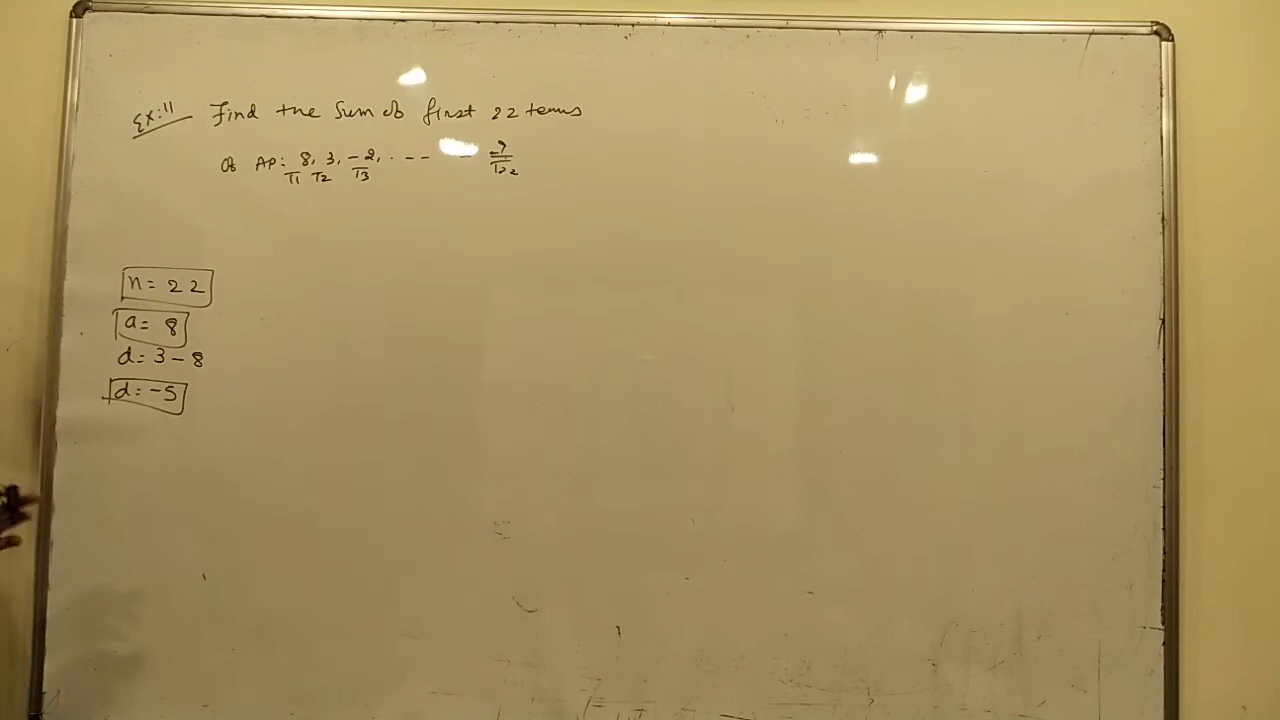 Ex:11 Find the Sum of first 22 terms
of AP: 8, 3, -2, . - - - ?
T1 T2 T3 T22
n = 22
a = 8
d = 3 - 8
d = -5